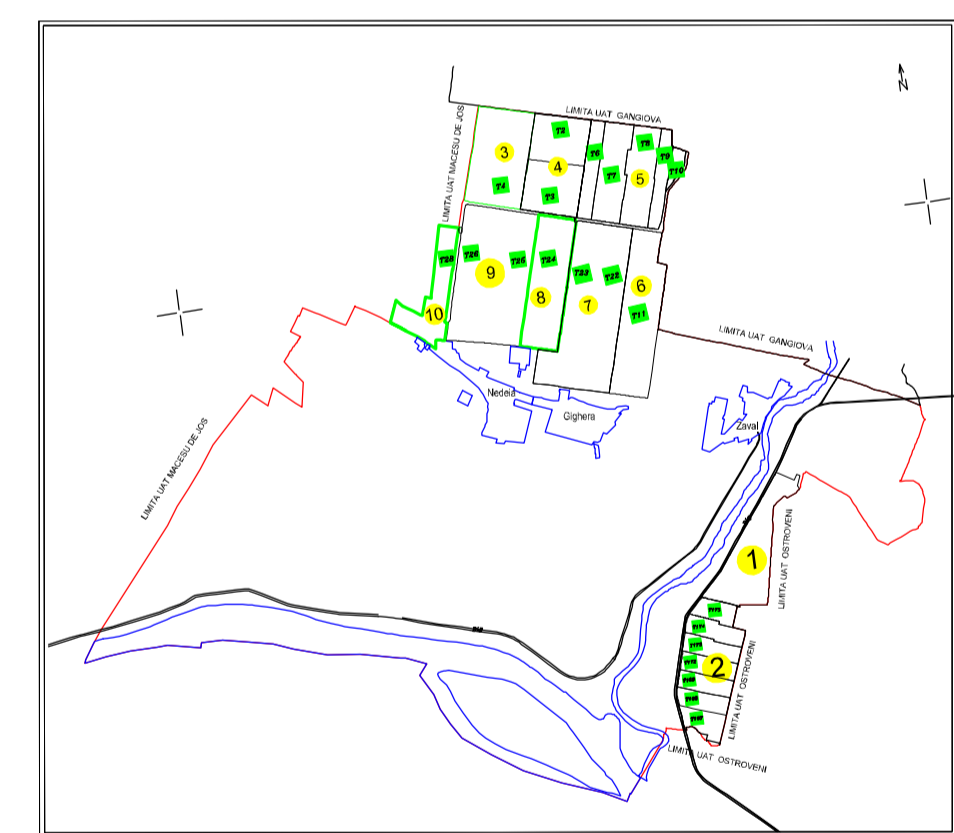 N
LIMITA UAT GANGIOVA
LIMITA UAT MACESU DE JOS
3
4
5
T2
T6
T8
T9
T10
T7
T4
T3
T28
T26
T25
T24
T23
T22
T11
9
8
7
6
10
LIMITA UAT GANGIOVA
Nedeia
Gighera
Zaval
LIMITA UAT MACESU DE JOS
1
LIMITA UAT OSTROVENI
2
LIMITA UAT OSTROVENI
LIMITA UAT OSTROVENI